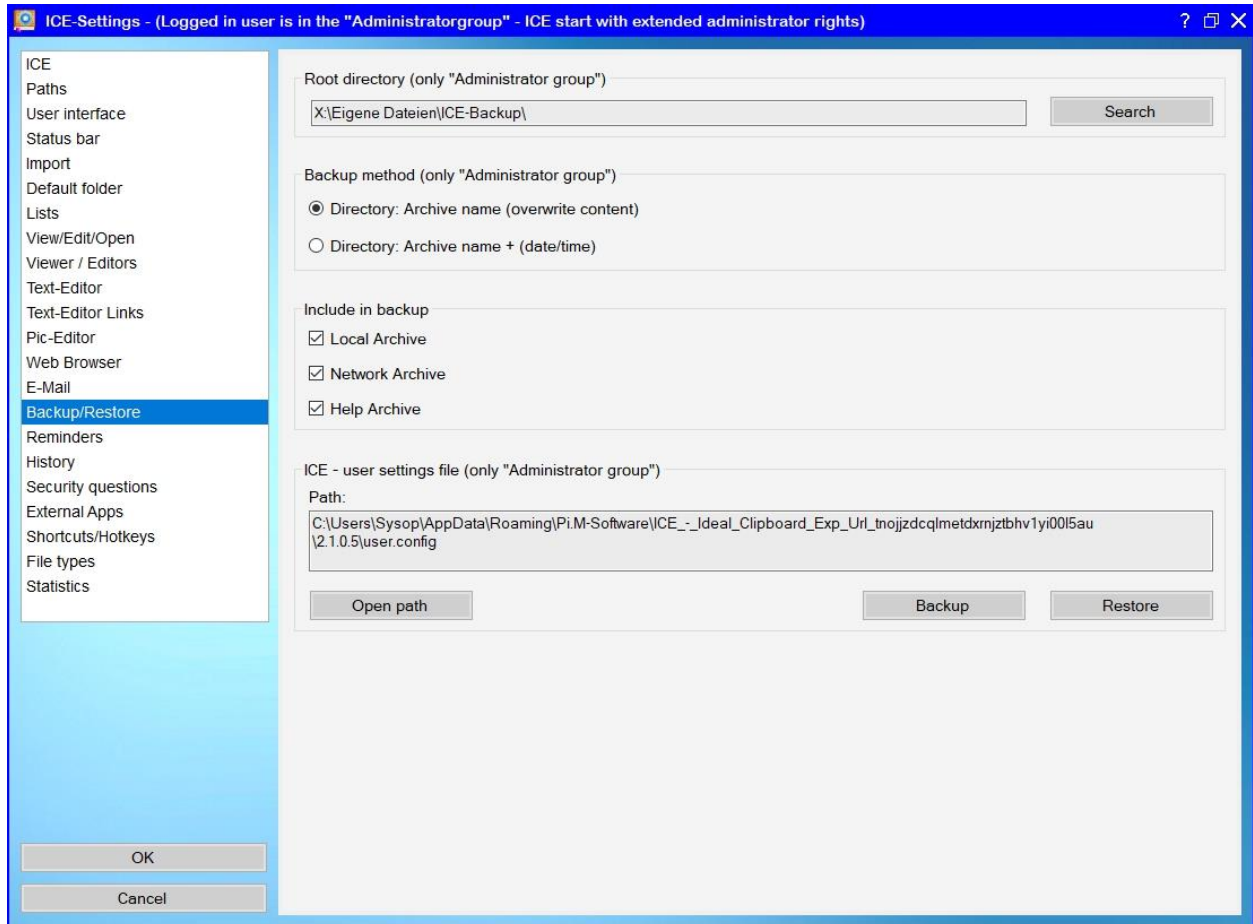 ICE-Settings - (Logged in user is in the "Administratorgroup" - ICE start with extended administrator rights)
?
ICE
Paths
User interface
Status bar
Import
Default folder
Lists
View/Edit/Open
Viewer / Editors
Text-Editor
Text-Editor Links
Pic-Editor
Web Browser
E-Mail
Backup/Restore
Reminders
History
Security questions
External Apps
Shortcuts/Hotkeys
File types
Statistics
OK
Cancel
Root directory (only "Administrator group")
X:\Eigene Dateien\ICE-Backup\
Search
Backup method (only "Administrator group")
Directory: Archive name (overwrite content)
Directory: Archive name + (date/time)
Include in backup
Local Archive
Network Archive
Help Archive
ICE - user settings file (only "Administrator group")
Path:
C:\Users\Sysop\AppData\Roaming\Pi.M-Software\ICE_-_Ideal_Clipboard_Exp_Url_tnojjzdcqlmetdxrnjztbhv1yi00l5au
\2.1.0.5\user.config
Open path
Backup
Restore